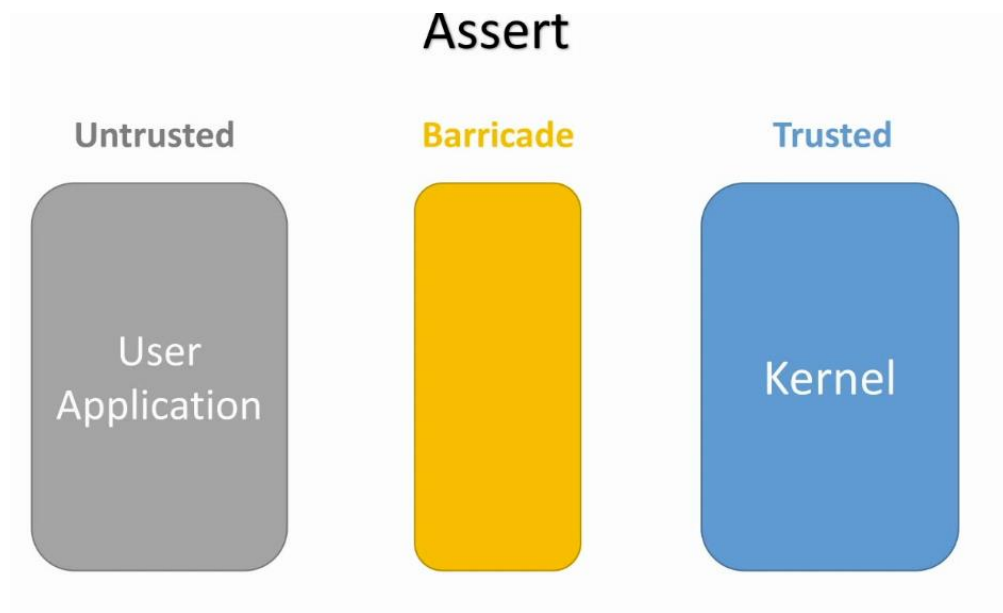 Assert
Untrusted
Barricade
Trusted
User
Application
Kernel